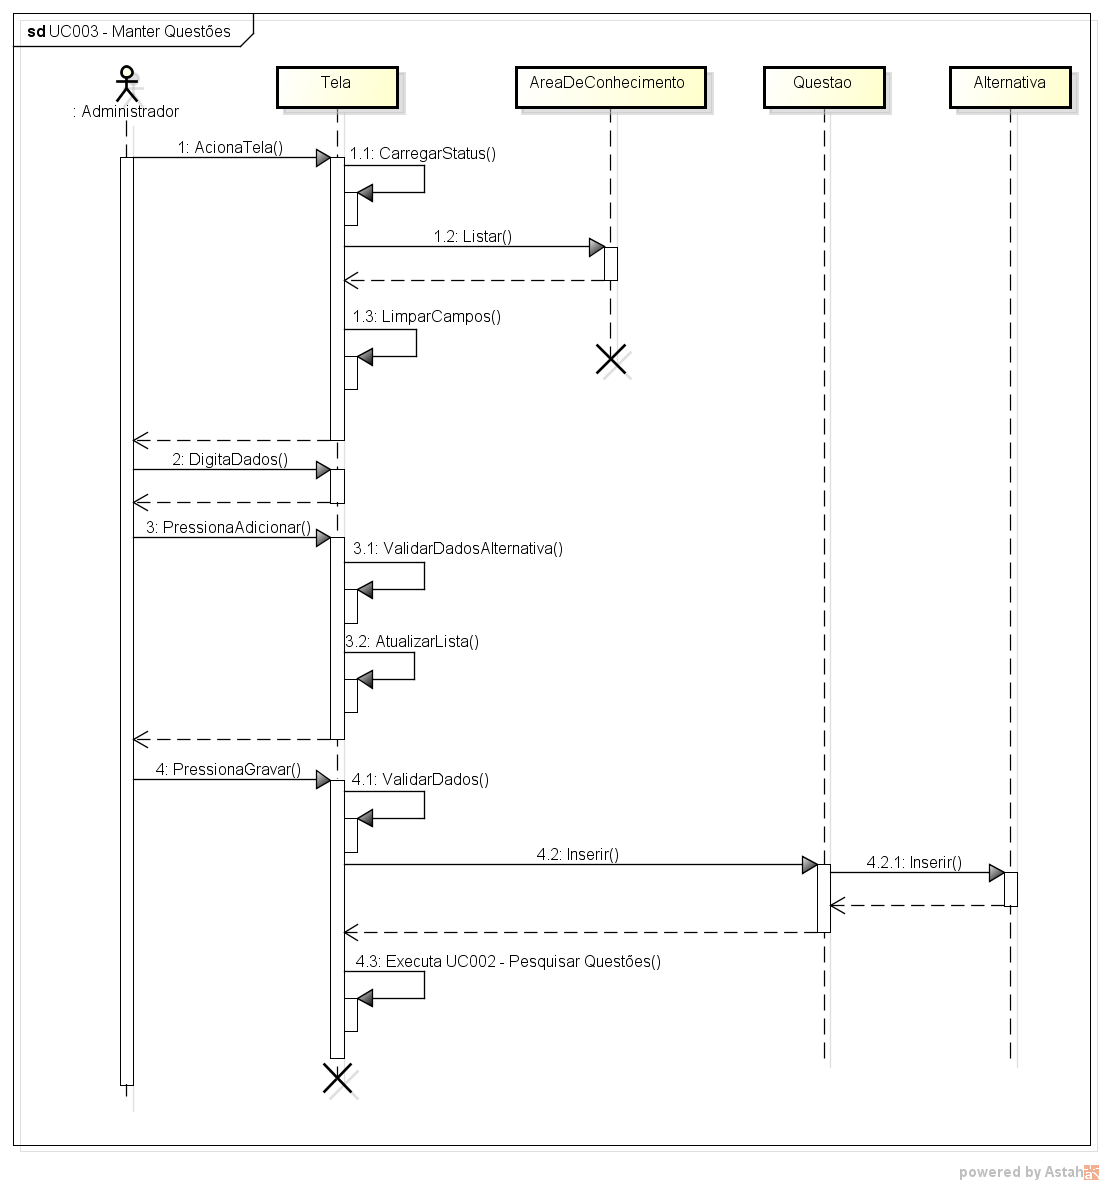 sd UC003 - Manter Questões
Tela
AreaDeConhecimento
Questao
Alternativa
: Administrador
1: AcionaTela()
1.1: CarregarStatus()
1.2: Listar()
1.3: LimparCampos()
2: DigitaDados()
3: PressionaAdicionar()
3.1: ValidarDadosAlternativa()
3.2: AtualizarLista()
4: PressionaGravar()
4.1: ValidarDados()
4.2: Inserir()
4.2.1: Inserir()
4.3: Executa UC002 - Pesquisar Questões()
powered by Astah